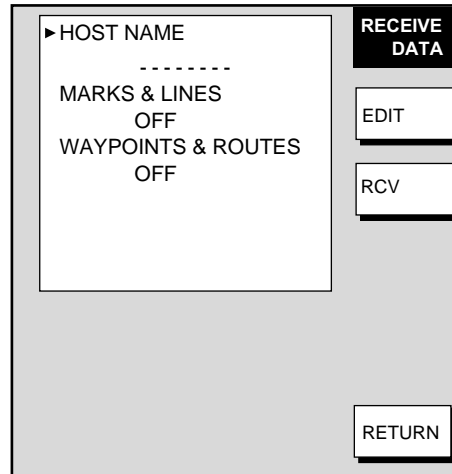 ►HOST NAME
- - - - - - - -
MARKS & LINES
OFF
WAYPOINTS & ROUTES
OFF
RECEIVE
DATA
EDIT
RCV
RETURN